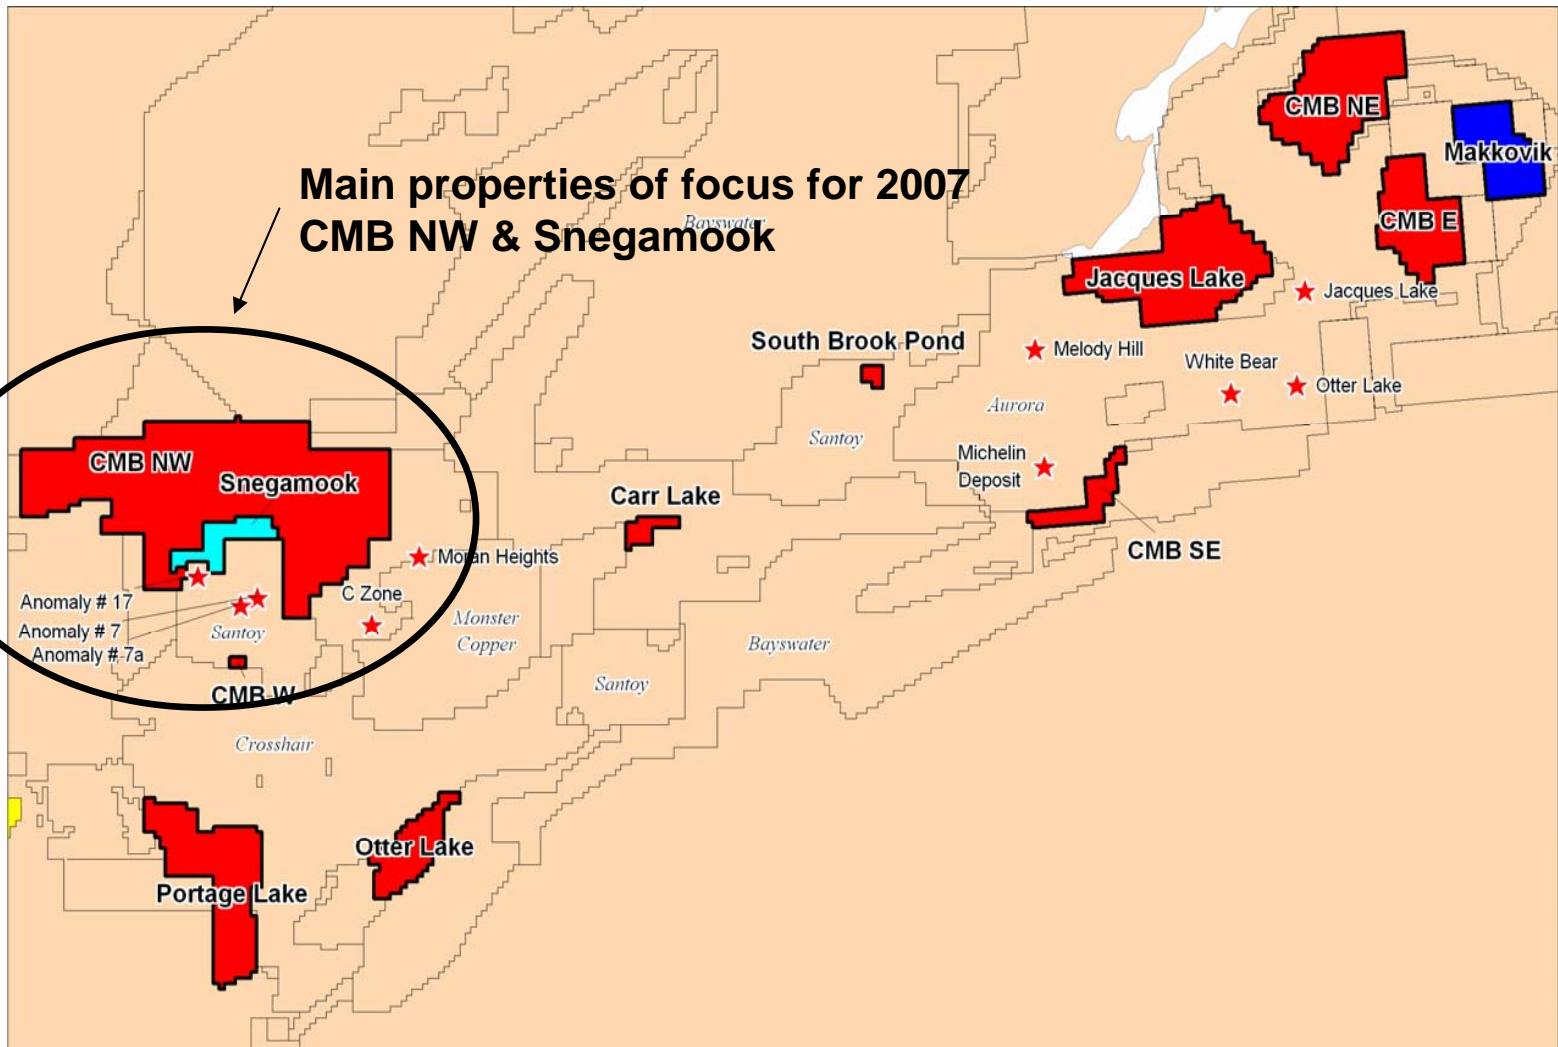 CMB NE
Makkovik
Main properties of focus for 2007
CMB NW & Snegamook
Bayswater
CMB E
Jacques Lake
Jacques Lake
South Brook Pond
Melody Hill
White Bear
Otter Lake
Aurora
Santoy
CMB NW
Snegamook
Michelin
Deposit
Carr Lake
CMB SE
Moran Heights
Anomaly # 17
C Zone
Anomaly # 7
Santoy
Monster
Copper
Anomaly # 7a
Bayswater
CMB W
Santoy
Crosshair
Otter Lake
Portage Lake